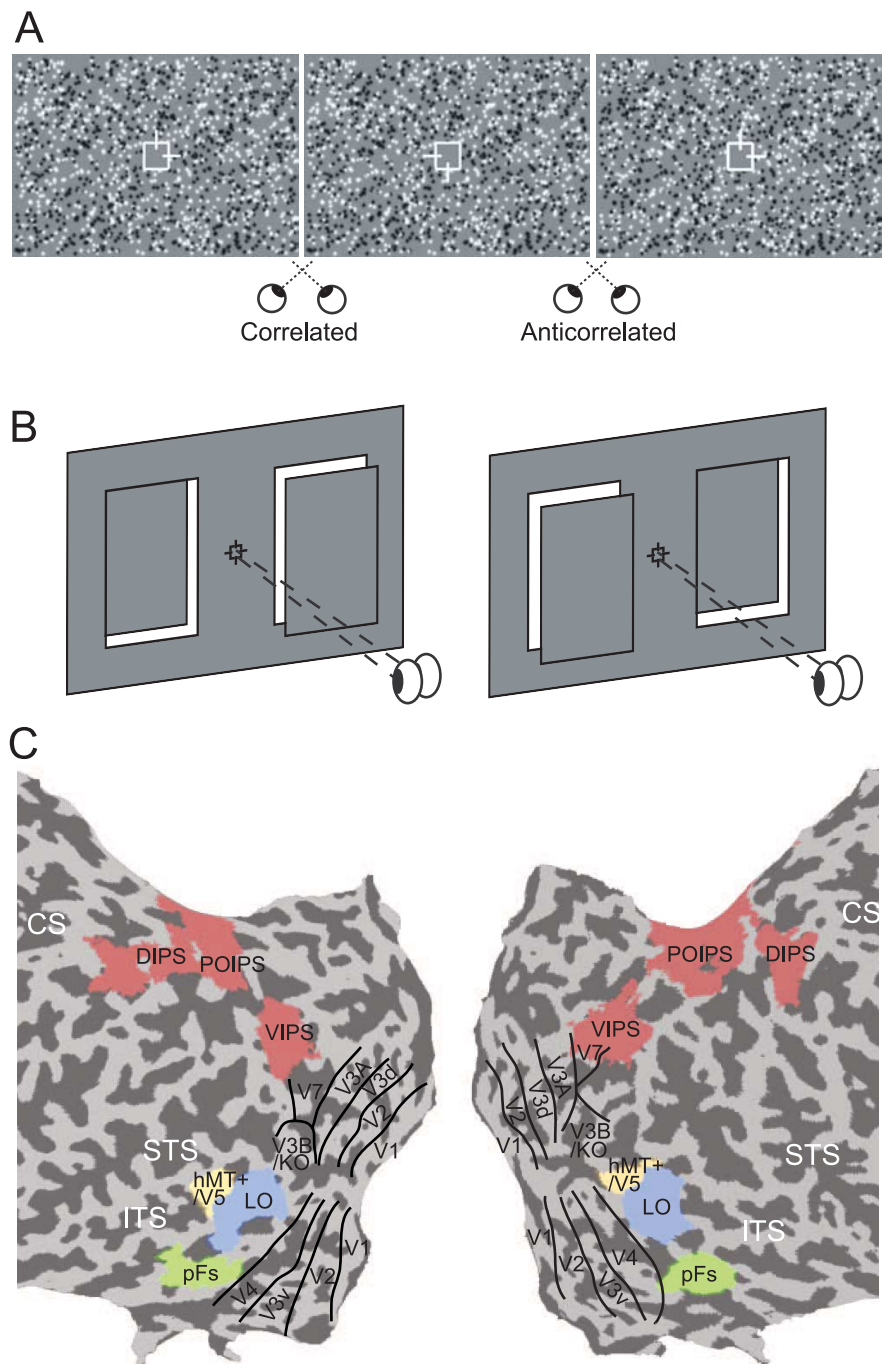 A
Correlated
Anticorrelated
B
C
CS
DIPS
POIPS
VIPS
V7
V3A
V3d
V2
V1
V3B
/KO
STS
hMT+
/V5
LO
ITS
pFs
V4
V3v
V2
V1
CS
POIPS
DIPS
VIPS
V7
V3A
V3d
V2
V1
V3B
/KO
STS
hMT+
/V5
LO
ITS
V1
V2
V3v
V4
pFs